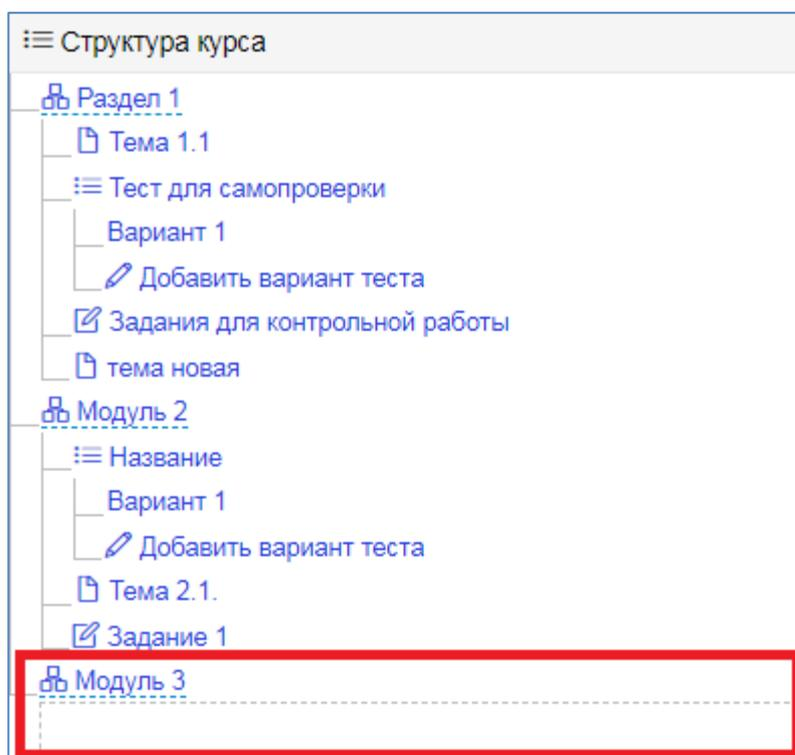 Структура курса
Раздел 1
Тема 1.1
Тест для самопроверки
Вариант 1
Добавить вариант теста
Задания для контрольной работы
тема новая
Модуль 2
Название
Вариант 1
Добавить вариант теста
Тема 2.1.
Задание 1
Модуль 3